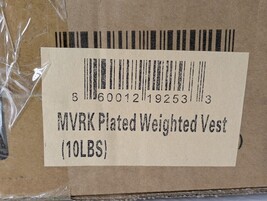 8 60012 19253 3
MVRK Plated Weighted Vest
(10LBS)